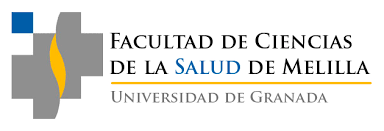 FACULTAD DE CIENCIAS
DE LA SALUD DE MELILLA
UNIVERSIDAD DE GRANADA